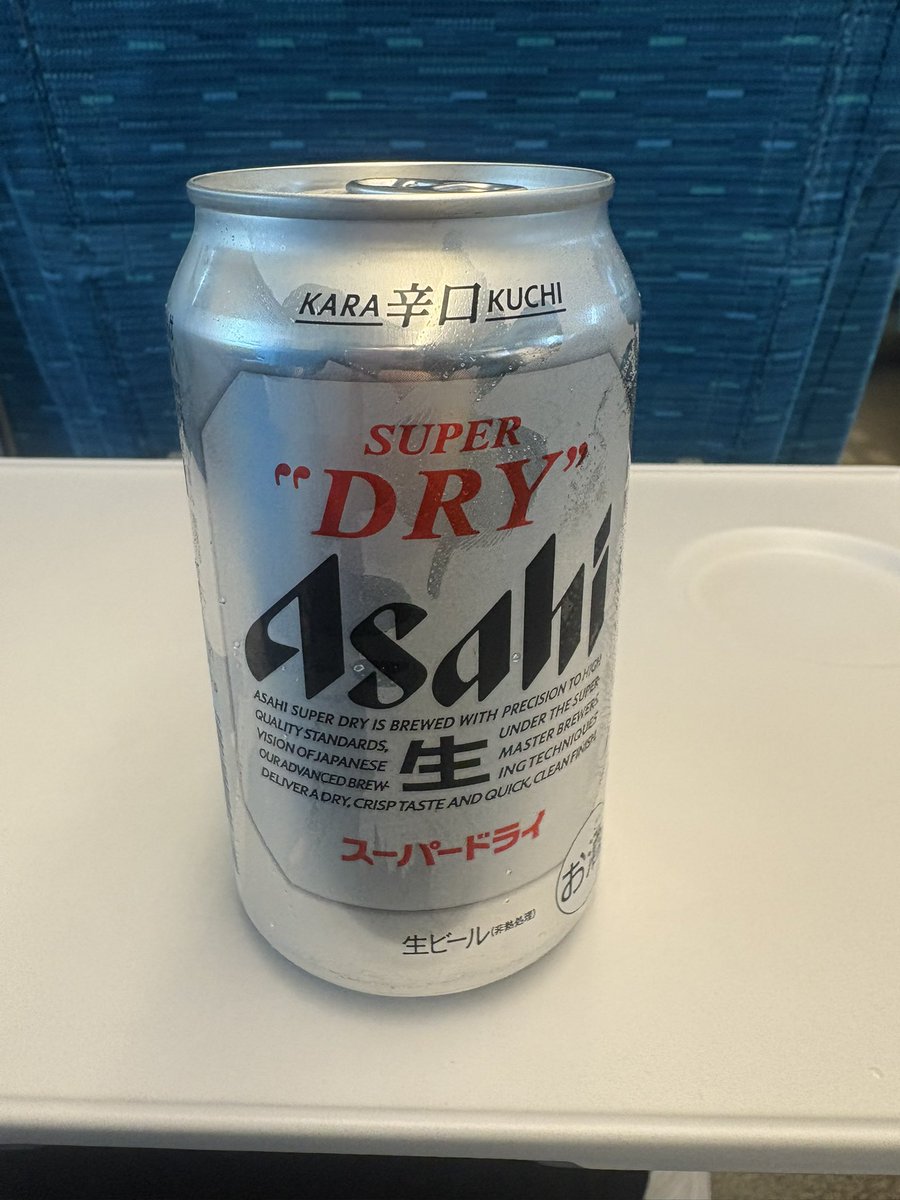 KARA 辛口 KUCHI
SUPER
"DRY"
Asahi
ASAHI SUPER DRY IS BREWED WITH PRECISION TO HIGH
QUALITY STANDARDS, UNDER THE SUPER-
VISION OF JAPANESE MASTER BREWERS.
OUR ADVANCED BREW- ING TECHNIQUES
DELIVER A DRY, CRISP TASTE AND QUICK, CLEAN FINISH.
生
スーパードライ
お酒
生ビール(非熱処理)